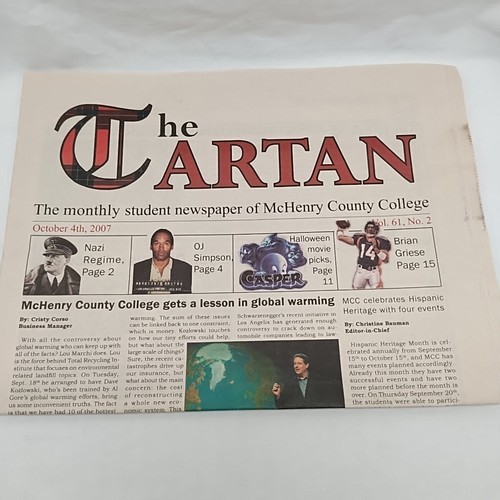 The
TARTAN
The monthly student newspaper of McHenry County College
October 4th, 2007
Vol. 61, No. 2
Nazi
Regime,
Page 2
OJ
Simpson,
Page 4
CASPER
Halloween
movie
picks,
Page
11
14
Brian
Griese
Page 15
McHenry County College gets a lesson in global warming
By: Cristy Corso
Business Manager
With all the controversy about
global warming who can keep up with
all of the facts? Lou Marchi does. Lou
is the force behind Total Recycling In-
stitute that focuses on environmental
related landfill topics. On Tuesday,
Sept. 18th be arranged to have Dave
Kozlowski, who's been trained by Al
Gore's global warming efforts, bring
us some inconvenient truths. The fact
is that we have had 10 of the hottest
warming. The sum of these issues
can be linked back to one constraint,
which is money. Kozlowski touches
on how our tiny efforts could help,
but what about the
large scale of things?
Sure, the recent ca-
tastrophes drive up
our insurance, but
what about the main
concern: the cost
of reconstructing
a whole new eco-
nomic system. This
Schwarzenegger's recent initiative in
Los Angeles has generated enough
controversy to crack down on au-
tomobile companies leading to law
MCC celebrates Hispanic
Heritage with four events
By: Christine Bauman
Editor-in-Chief
Hispanic Heritage Month is cel-
ebrated annually from September
15th to October 15th, and MCC has
many events planned accordingly.
Already this month they have two
successful events and have two
more planned before the month is
over. On Thursday September 20th,
the students were able to partici-